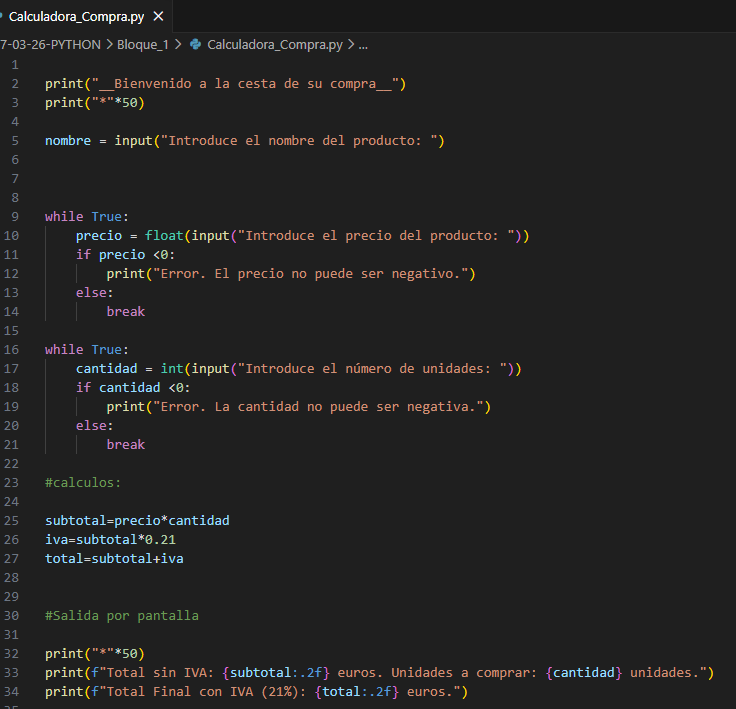 Calculadora_Compra.py
7-03-26-PYTHON > Bloque_1 > Calculadora_Compra.py > ...
1
2 print("__Bienvenido a la cesta de su compra__")
3 print("*"*50)
4
5 nombre = input("Introduce el nombre del producto: ")
6
7
8
9 while True:
10     precio = float(input("Introduce el precio del producto: "))
11     if precio <0:
12         print("Error. El precio no puede ser negativo.")
13     else:
14         break
15
16 while True:
17     cantidad = int(input("Introduce el número de unidades: "))
18     if cantidad <0:
19         print("Error. La cantidad no puede ser negativa.")
20     else:
21         break
22
23 #calculos:
24
25 subtotal=precio*cantidad
26 iva=subtotal*0.21
27 total=subtotal+iva
28
29
30 #Salida por pantalla
31
32 print("*"*50)
33 print(f"Total sin IVA: {subtotal:.2f} euros. Unidades a comprar: {cantidad} unidades.")
34 print(f"Total Final con IVA (21%): {total:.2f} euros.")